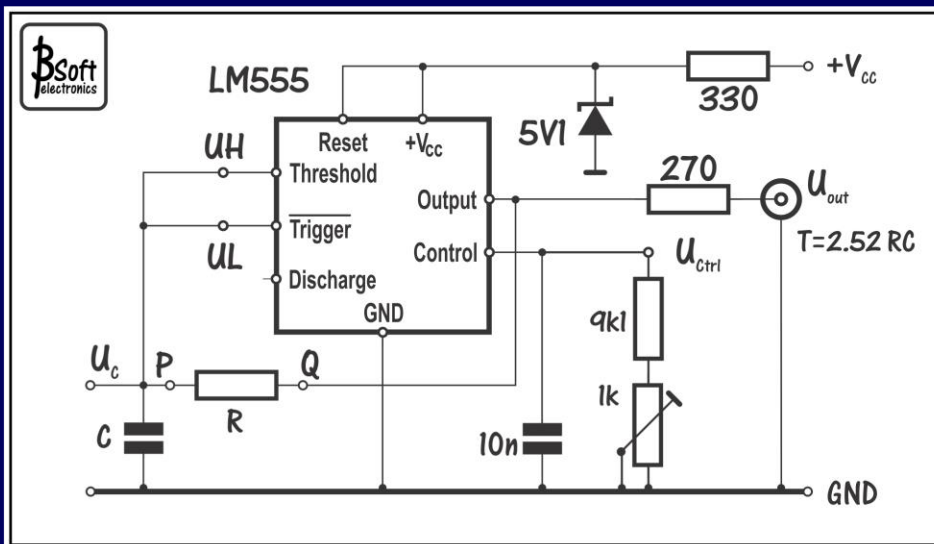 βSoft
electronics
LM555
+Vcc
330
5V1
Reset
+Vcc
UH
Threshold
270
Output
Uout
Trigger
T=2.52 RC
UL
Control
UCtrl
Discharge
GND
9k1
Uc
P
Q
1k
R
C
10n
GND